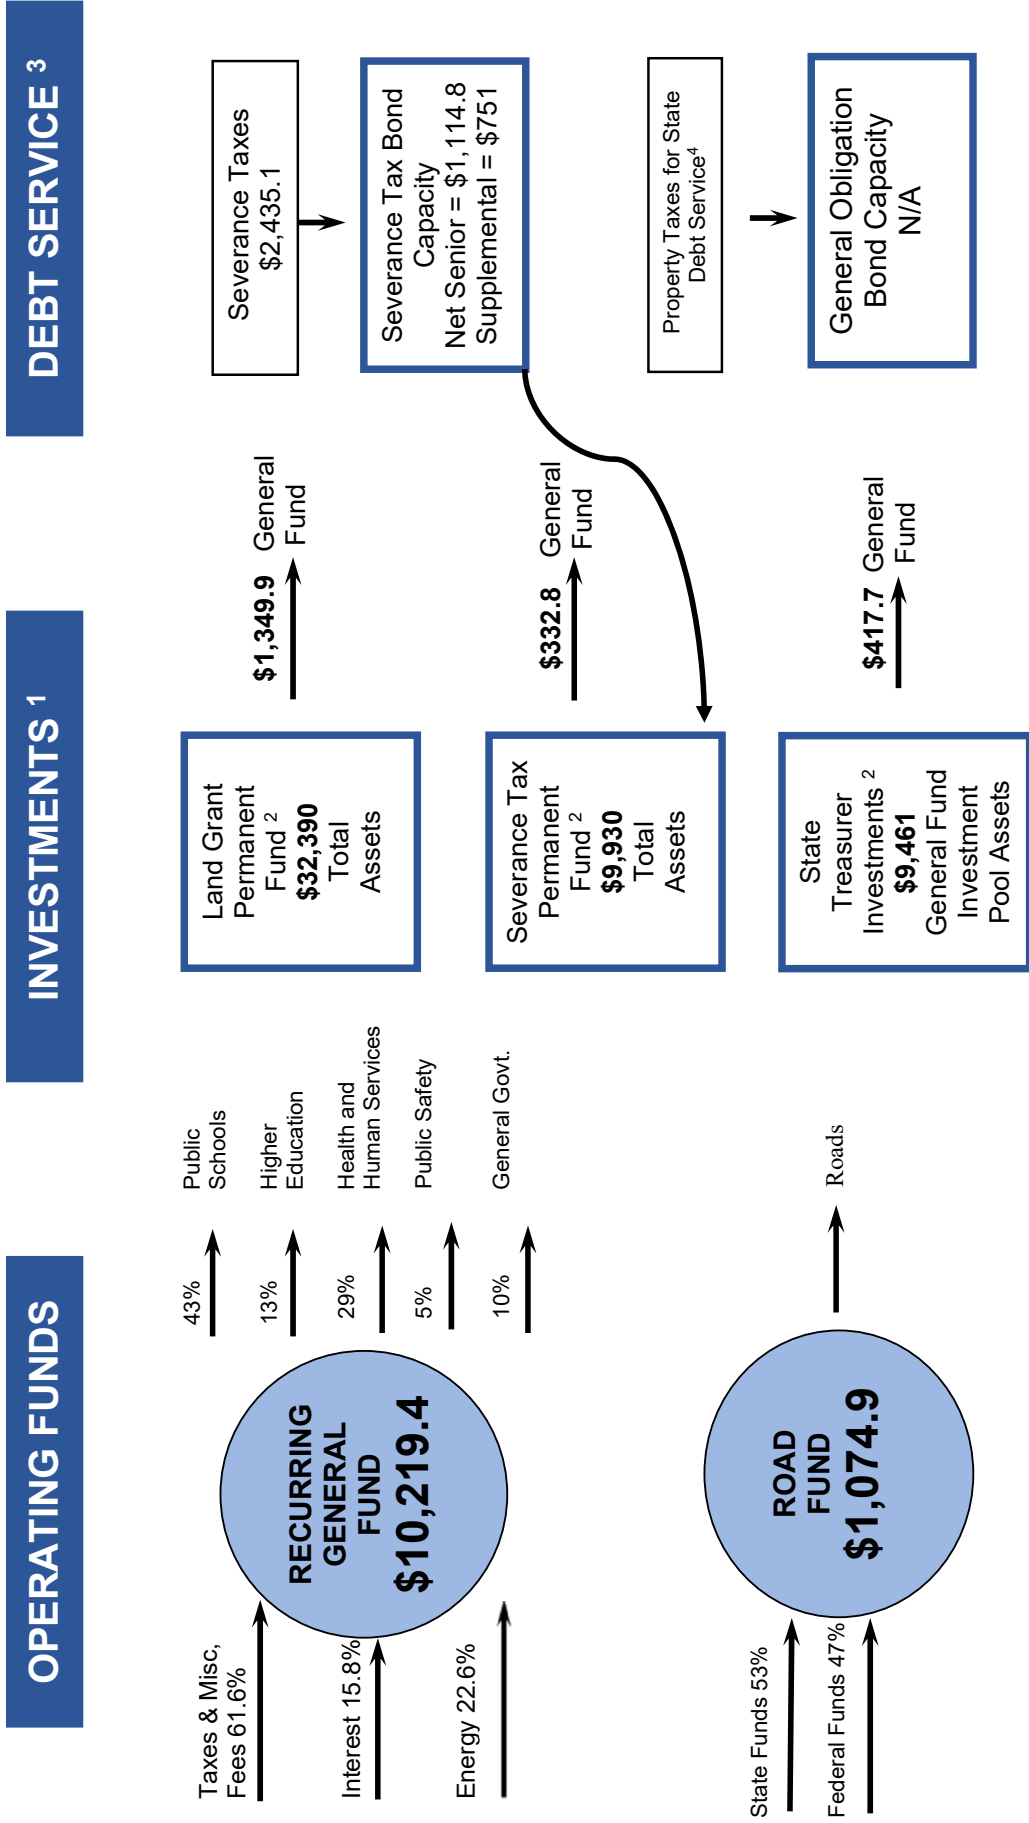 OPERATING FUNDS
Taxes & Misc,
Fees 61.6%
Interest 15.8%
Energy 22.6%
RECURRING
GENERAL
FUND
$10,219.4
43%
Public
Schools
13%
Higher
Education
29%
Health and
Human Services
5%
Public Safety
10%
General Govt.
State Funds 53%
Federal Funds 47%
ROAD
FUND
$1,074.9
Roads
INVESTMENTS 1
Land Grant
Permanent
Fund 2
$32,390
Total
Assets
$1,349.9 General
Fund
Severance Tax
Permanent
Fund 2
$9,930
Total
Assets
$332.8 General
Fund
State
Treasurer
Investments 2
$9,461
General Fund
Investment
Pool Assets
$417.7 General
Fund
DEBT SERVICE 3
Severance Taxes
$2,435.1
Severance Tax Bond
Capacity
Net Senior = $1,114.8
Supplemental = $751
Property Taxes for State
Debt Service4
General Obligation
Bond Capacity
N/A